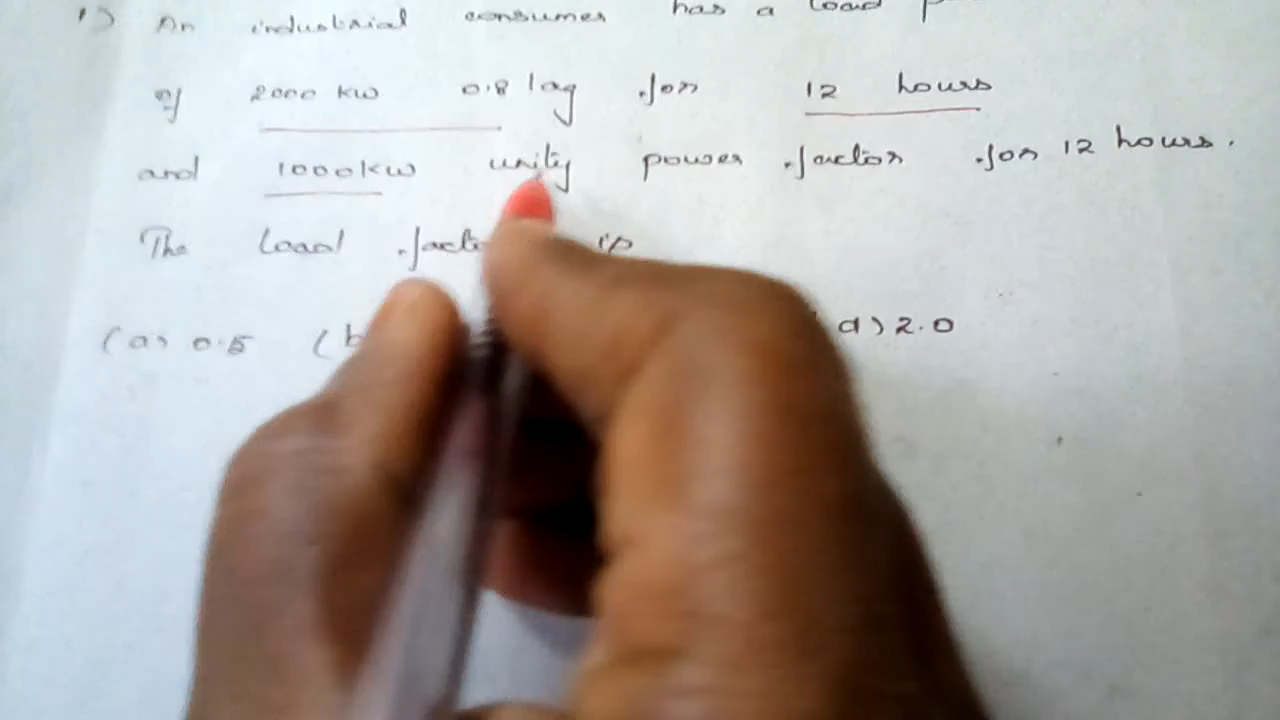 1) An industrial consumer has a load
of 2000 kw 0.8 lag for 12 hours
and 1000kw unity power factor for 12 hours.
The Load is
(a) 0.5 (b d) 2.0